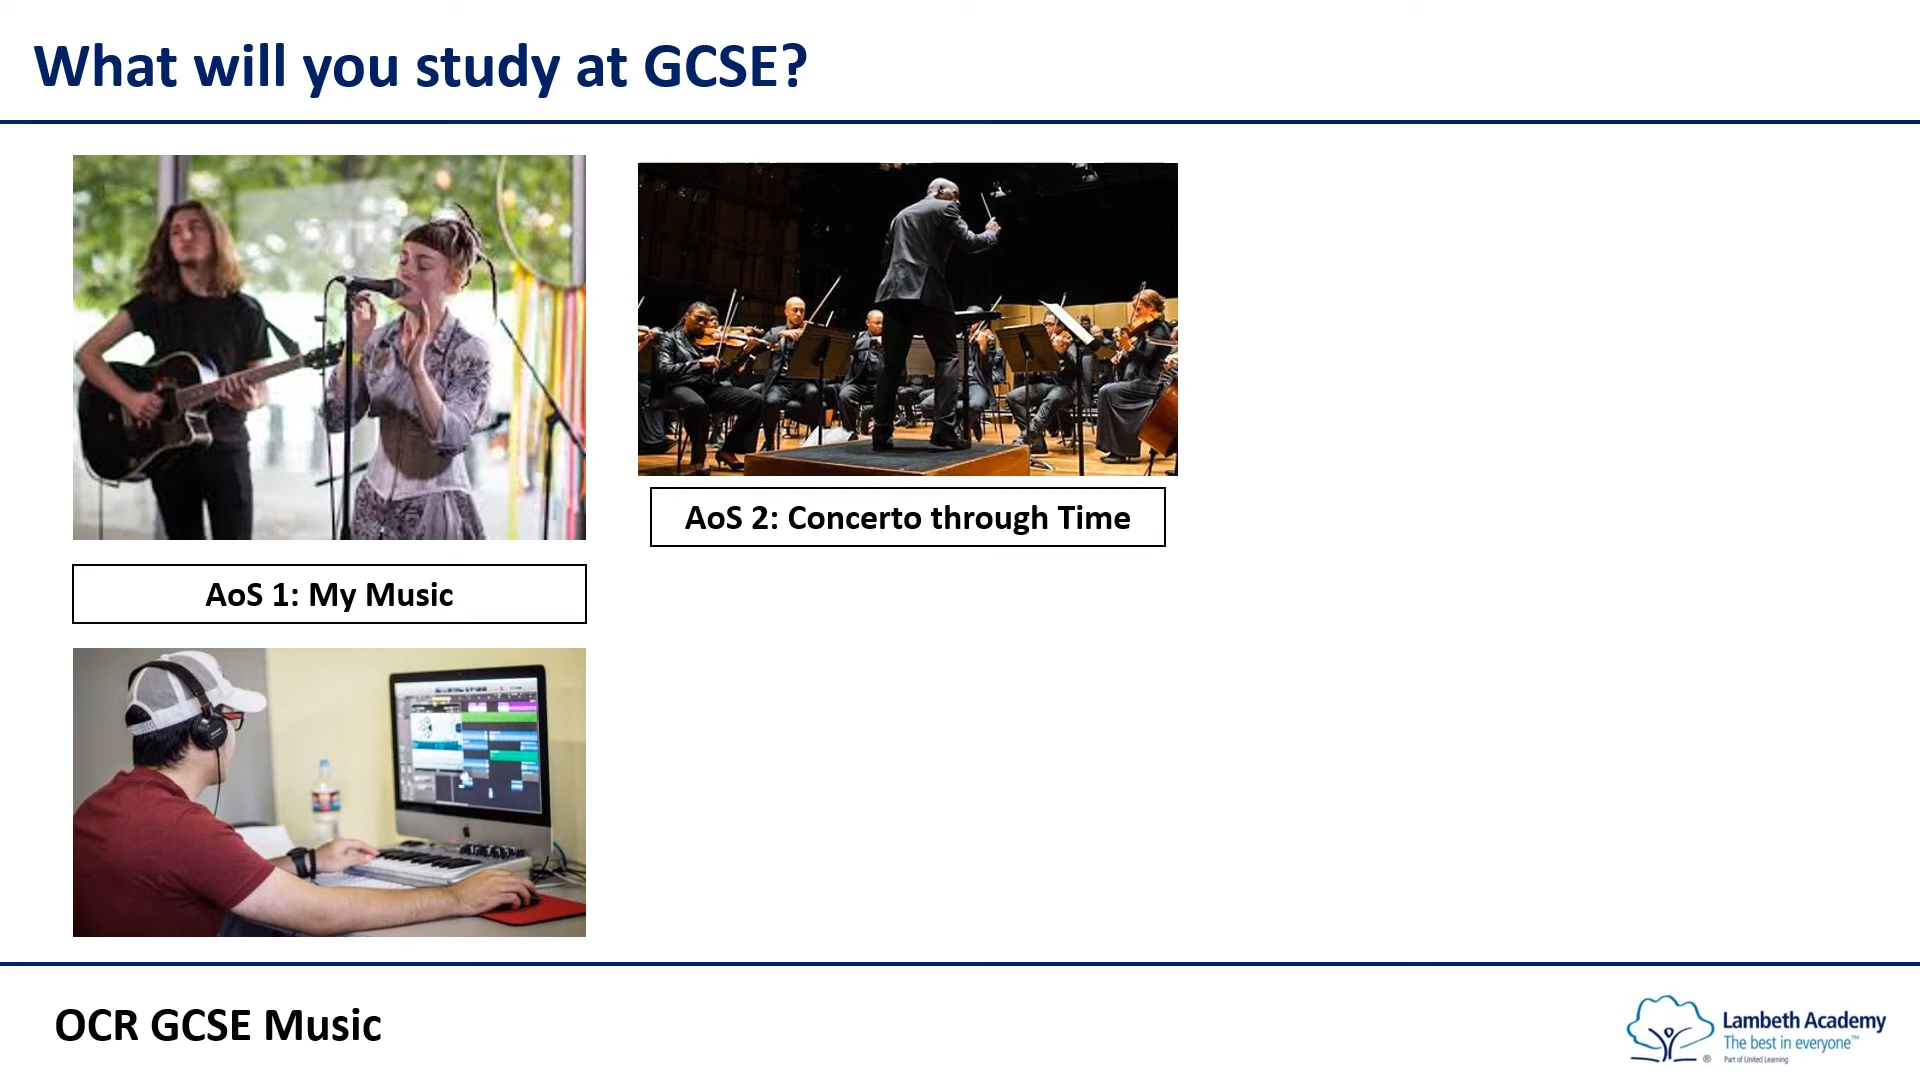 What will you study at GCSE?
AoS 2: Concerto through Time
AoS 1: My Music
OCR GCSE Music
Lambeth Academy
The best in everyone™
® Part of United Learning